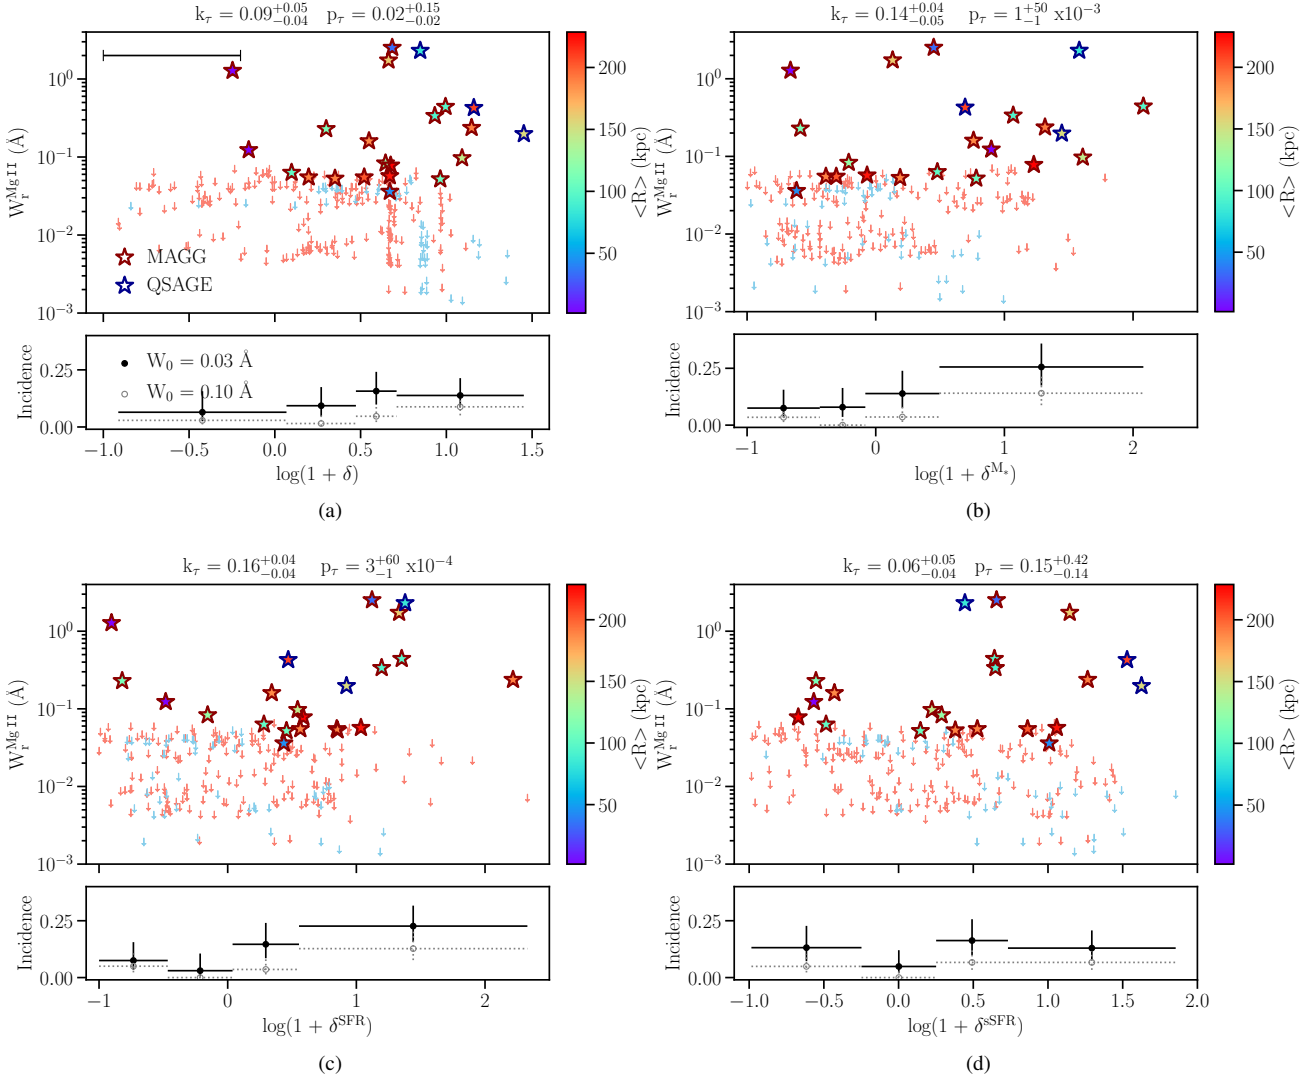 k_τ = 0.09^{+0.05}_{-0.04} p_τ = 0.02^{+0.15}_{-0.02}
10^0
10^{-1}
10^{-2}
10^{-3}
W_r^{Mg II} (Å)
MAGG
QSAGE
200
150
100
50
<R> (kpc)
0.25
0.00
Incidence
W_0 = 0.03 Å
W_0 = 0.10 Å
−1.0 −0.5 0.0 0.5 1.0 1.5
log(1 + δ)
(a)
k_τ = 0.14^{+0.04}_{-0.05} p_τ = 1^{+50}_{-1} x10^{-3}
10^0
10^{-1}
10^{-2}
10^{-3}
W_r^{Mg II} (Å)
200
150
100
50
<R> (kpc)
0.25
0.00
Incidence
−1 0 1 2
log(1 + δ^{M_*})
(b)
k_τ = 0.16^{+0.04}_{-0.04} p_τ = 3^{+60}_{-1} x10^{-4}
10^0
10^{-1}
10^{-2}
10^{-3}
W_r^{Mg II} (Å)
200
150
100
50
<R> (kpc)
0.25
0.00
Incidence
−1 0 1 2
log(1 + δ^{SFR})
(c)
k_τ = 0.06^{+0.05}_{-0.04} p_τ = 0.15^{+0.42}_{-0.14}
10^0
10^{-1}
10^{-2}
10^{-3}
W_r^{Mg II} (Å)
200
150
100
50
<R> (kpc)
0.25
0.00
Incidence
−1.0 −0.5 0.0 0.5 1.0 1.5 2.0
log(1 + δ^{sSFR})
(d)